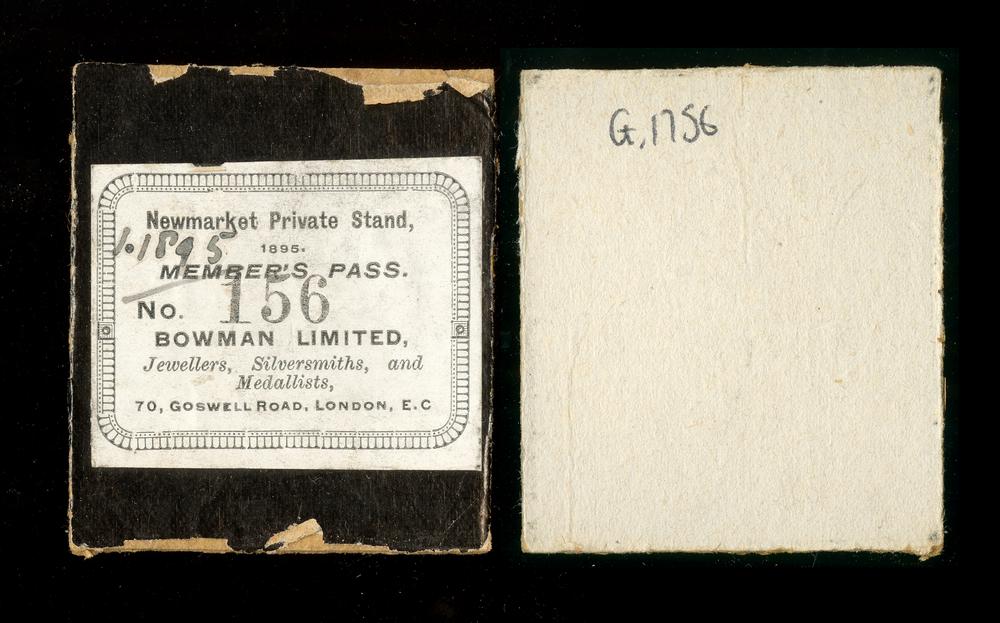 Newmarket Private Stand,
1895.
1.1895
MEMBER'S PASS.
No. 156
BOWMAN LIMITED,
Jewellers, Silversmiths, and
Medallists,
70, GOSWELL ROAD, LONDON, E.C
G.1756